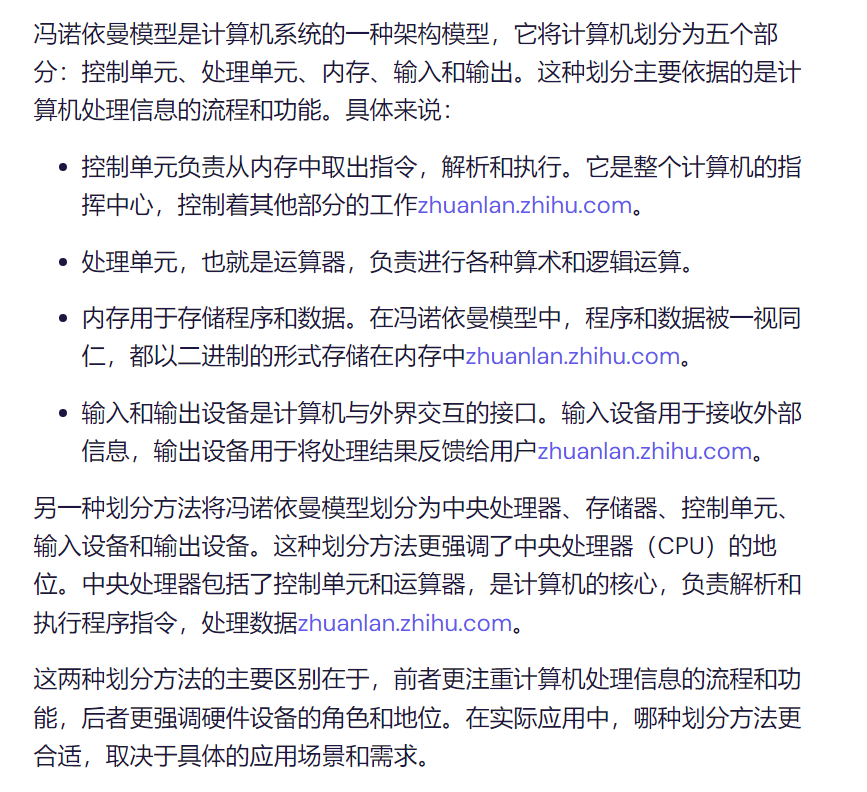 冯诺依曼模型是计算机系统的一种架构模型，它将计算机划分为五个部
分：控制单元、处理单元、内存、输入和输出。这种划分主要依据的是计
算机处理信息的流程和功能。具体来说：
• 控制单元负责从内存中取出指令，解析和执行。它是整个计算机的指
挥中心，控制着其他部分的工作zhuanlan.zhihu.com。
• 处理单元，也就是运算器，负责进行各种算术和逻辑运算。
• 内存用于存储程序和数据。在冯诺依曼模型中，程序和数据被一视同
仁，都以二进制的形式存储在内存中zhuanlan.zhihu.com。
• 输入和输出设备是计算机与外界交互的接口。输入设备用于接收外部
信息，输出设备用于将处理结果反馈给用户zhuanlan.zhihu.com。
另一种划分方法将冯诺依曼模型划分为中央处理器、存储器、控制单元、
输入设备和输出设备。这种划分方法更强调了中央处理器（CPU）的地
位。中央处理器包括了控制单元和运算器，是计算机的核心，负责解析和
执行程序指令，处理数据zhuanlan.zhihu.com。
这两种划分方法的主要区别在于，前者更注重计算机处理信息的流程和功
能，后者更强调硬件设备的角色和地位。在实际应用中，哪种划分方法更
合适，取决于具体的应用场景和需求。